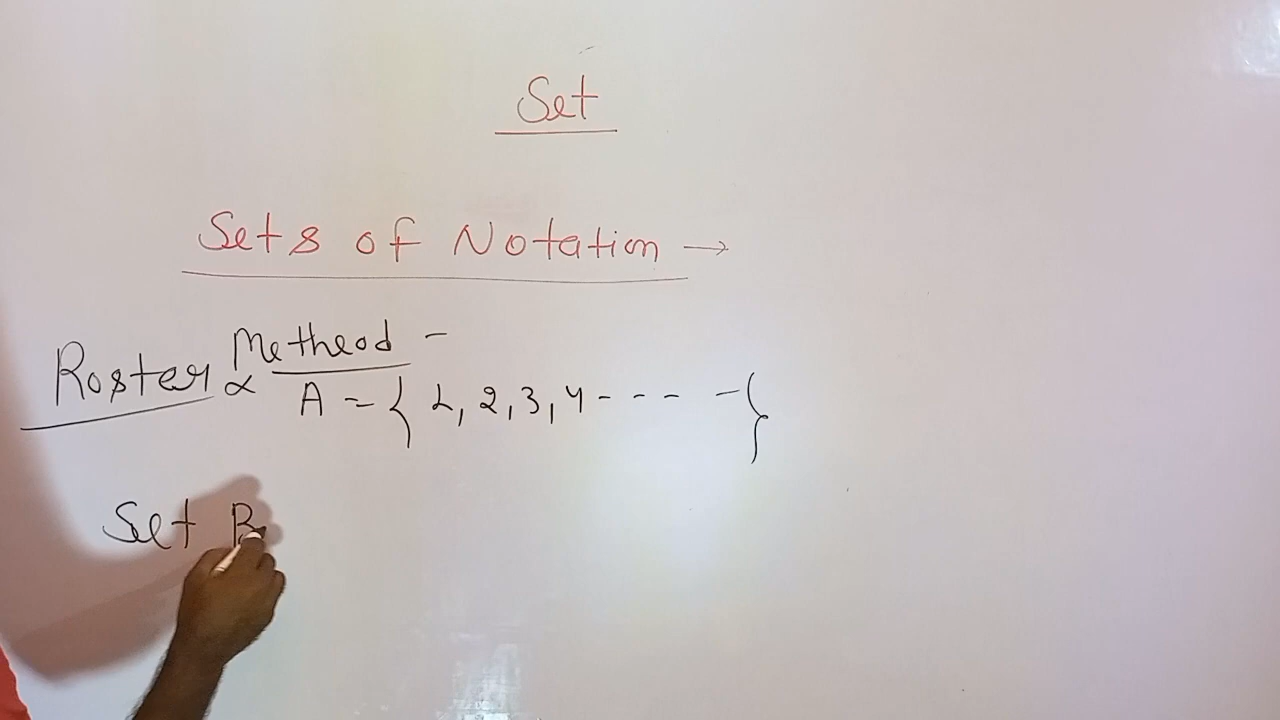 Set
Sets of Notation →
Roster Metheod -
∝ A = { 1, 2, 3, 4 - - - - }
Set B